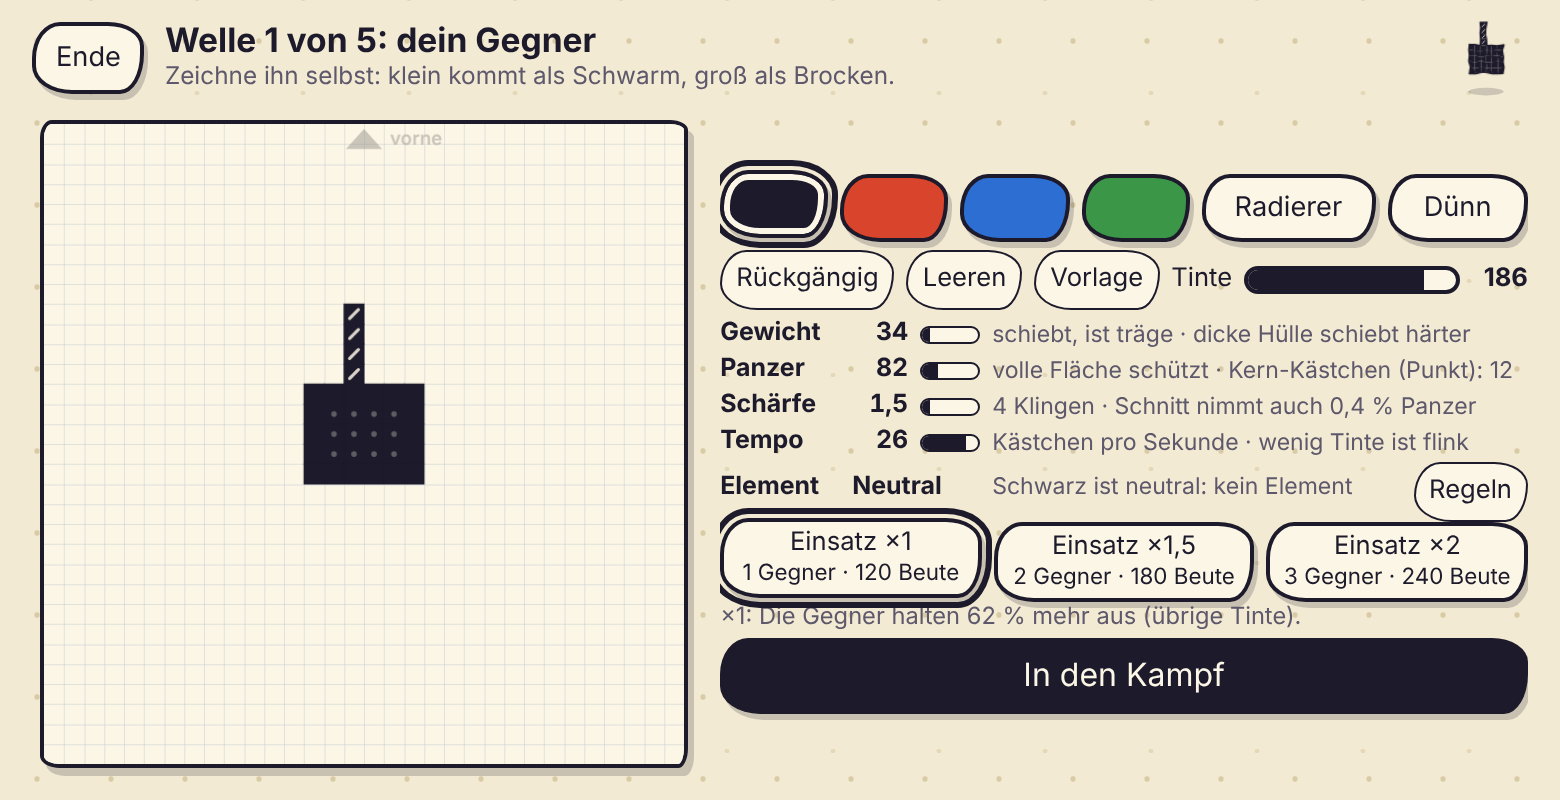 Ende
Welle 1 von 5: dein Gegner
Zeichne ihn selbst: klein kommt als Schwarm, groß als Brocken.
vorne
Radierer
Dünn
Rückgängig
Leeren
Vorlage
Tinte
186
Gewicht 34 schiebt, ist träge · dicke Hülle schiebt härter
Panzer 82 volle Fläche schützt · Kern-Kästchen (Punkt): 12
Schärfe 1,5 4 Klingen · Schnitt nimmt auch 0,4 % Panzer
Tempo 26 Kästchen pro Sekunde · wenig Tinte ist flink
Element Neutral Schwarz ist neutral: kein Element
Regeln
Einsatz ×1
1 Gegner · 120 Beute
Einsatz ×1,5
2 Gegner · 180 Beute
Einsatz ×2
3 Gegner · 240 Beute
×1: Die Gegner halten 62 % mehr aus (übrige Tinte).
In den Kampf